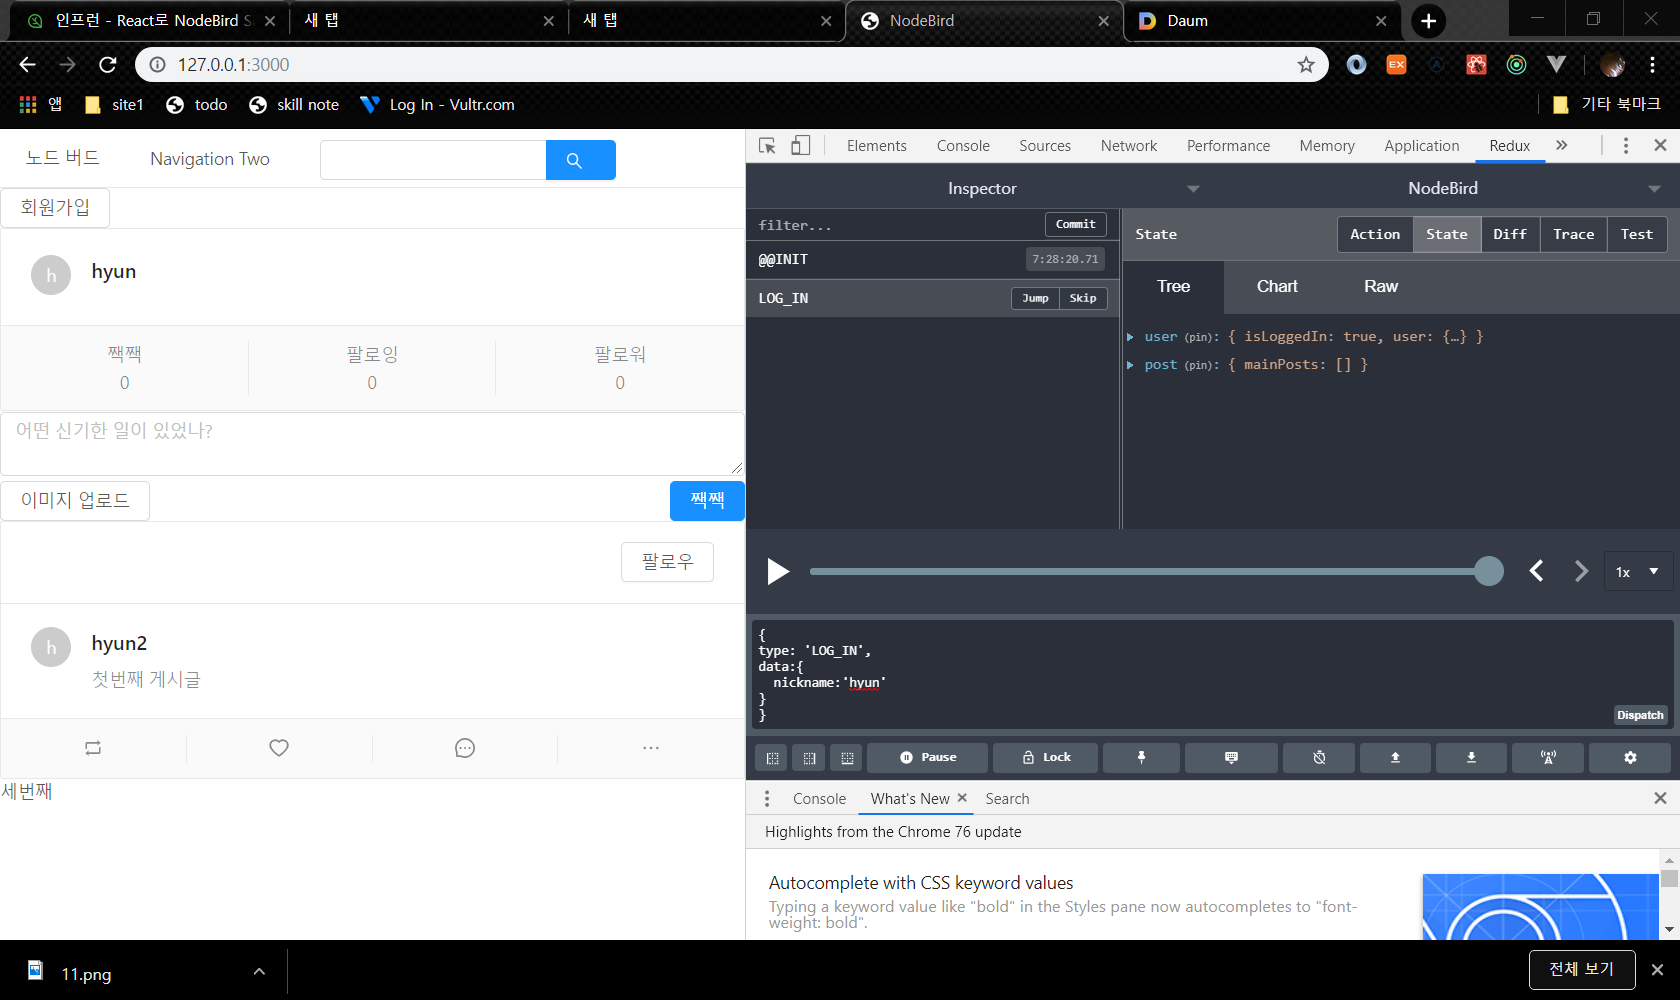 인프런 - React로 NodeBird S
새 탭
새 탭
NodeBird
Daum
127.0.0.1:3000
EX
앱
site1
todo
skill note
Log In - Vultr.com
기타 북마크
노드 버드
Navigation Two
회원가입
h
hyun
짹짹
0
팔로잉
0
팔로워
0
어떤 신기한 일이 있었나?
이미지 업로드
짹짹
팔로우
h
hyun2
첫번째 게시글
세번째
Elements
Console
Sources
Network
Performance
Memory
Application
Redux
Inspector
NodeBird
filter...
Commit
@@INIT
7:28:20.71
LOG_IN
Jump
Skip
State
Action
State
Diff
Trace
Test
Tree
Chart
Raw
user (pin): { isLoggedIn: true, user: {…} }
post (pin): { mainPosts: [] }
1x
{
type: 'LOG_IN',
data:{
nickname:'hyun'
}
}
Dispatch
Pause
Lock
Console
What's New
Search
Highlights from the Chrome 76 update
Autocomplete with CSS keyword values
Typing a keyword value like "bold" in the Styles pane now autocompletes to "font-
weight: bold".
11.png
전체 보기